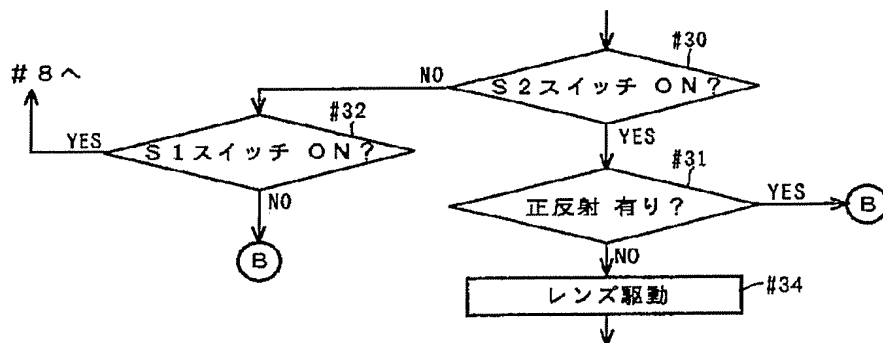 #30
S2スイッチ ON?
NO
#8へ
#32
YES
S1スイッチ ON?
YES
#31
NO
正反射 有り?
YES
B
B
NO
レンズ駆動
#34